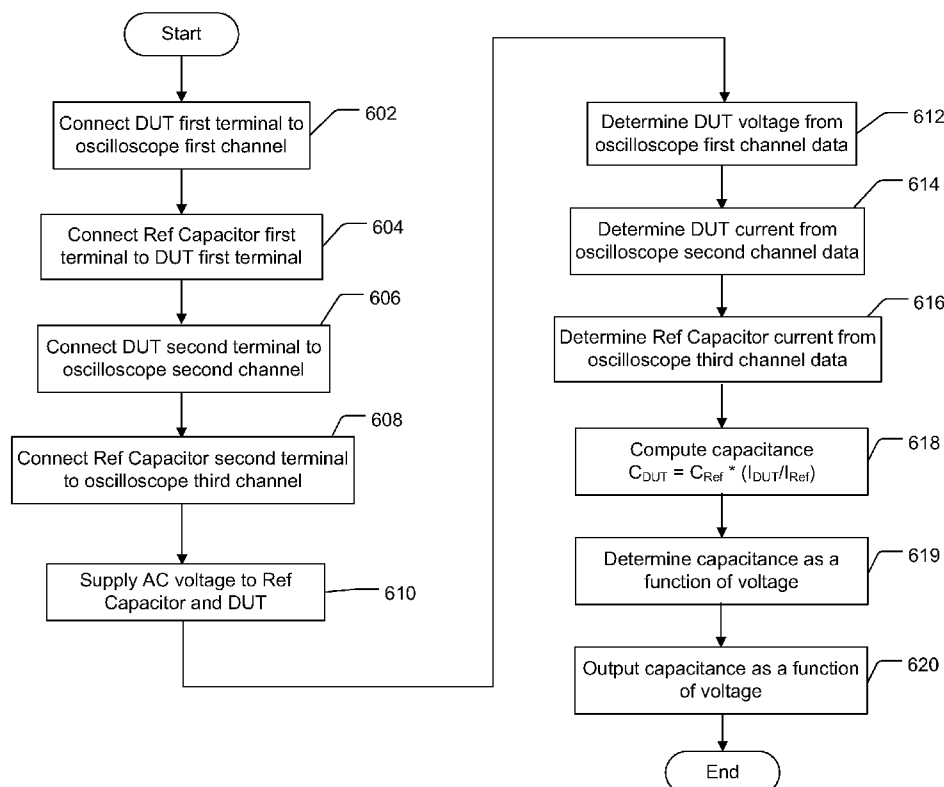 Start
Connect DUT first terminal to
oscilloscope first channel
602
Connect Ref Capacitor first
terminal to DUT first terminal
604
606
Connect DUT second terminal to
oscilloscope second channel
608
Connect Ref Capacitor second terminal
to oscilloscope third channel
Supply AC voltage to Ref
Capacitor and DUT
610
Determine DUT voltage from
oscilloscope first channel data
612
614
Determine DUT current from
oscilloscope second channel data
616
Determine Ref Capacitor current from
oscilloscope third channel data
Compute capacitance
C_DUT = C_Ref * (I_DUT/I_Ref)
618
Determine capacitance as a
function of voltage
619
Output capacitance as a function
of voltage
620
End